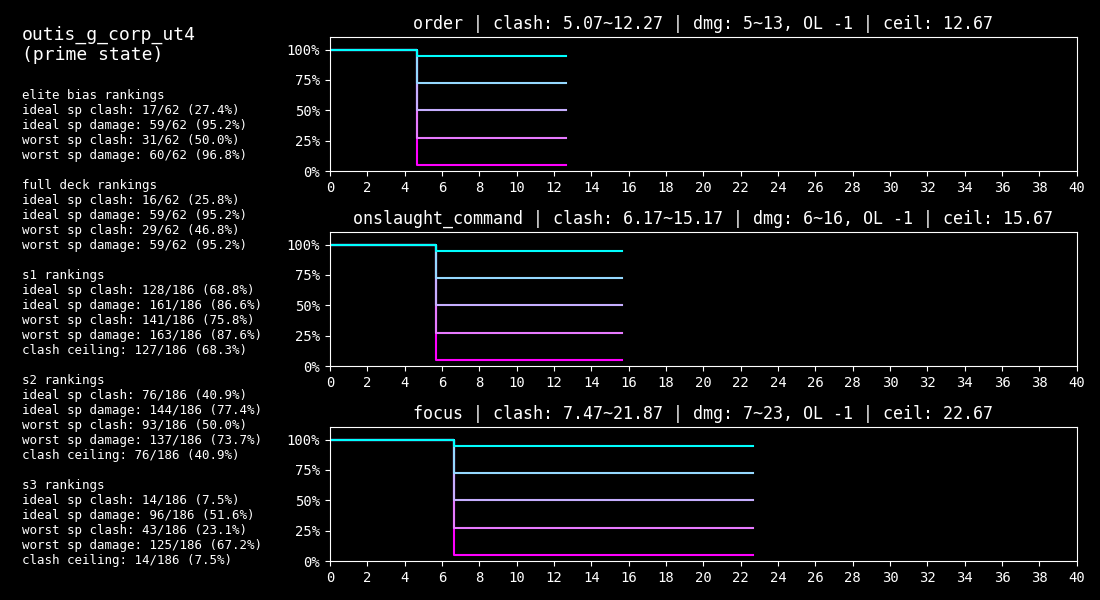 outis_g_corp_ut4
(prime state)
elite bias rankings
ideal sp clash: 17/62 (27.4%)
ideal sp damage: 59/62 (95.2%)
worst sp clash: 31/62 (50.0%)
worst sp damage: 60/62 (96.8%)
full deck rankings
ideal sp clash: 16/62 (25.8%)
ideal sp damage: 59/62 (95.2%)
worst sp clash: 29/62 (46.8%)
worst sp damage: 59/62 (95.2%)
s1 rankings
ideal sp clash: 128/186 (68.8%)
ideal sp damage: 161/186 (86.6%)
worst sp clash: 141/186 (75.8%)
worst sp damage: 163/186 (87.6%)
clash ceiling: 127/186 (68.3%)
s2 rankings
ideal sp clash: 76/186 (40.9%)
ideal sp damage: 144/186 (77.4%)
worst sp clash: 93/186 (50.0%)
worst sp damage: 137/186 (73.7%)
clash ceiling: 76/186 (40.9%)
s3 rankings
ideal sp clash: 14/186 (7.5%)
ideal sp damage: 96/186 (51.6%)
worst sp clash: 43/186 (23.1%)
worst sp damage: 125/186 (67.2%)
clash ceiling: 14/186 (7.5%)
order | clash: 5.07~12.27 | dmg: 5~13, OL -1 | ceil: 12.67
100%
75%
50%
25%
0%
0 2 4 6 8 10 12 14 16 18 20 22 24 26 28 30 32 34 36 38 40
onslaught_command | clash: 6.17~15.17 | dmg: 6~16, OL -1 | ceil: 15.67
100%
75%
50%
25%
0%
0 2 4 6 8 10 12 14 16 18 20 22 24 26 28 30 32 34 36 38 40
focus | clash: 7.47~21.87 | dmg: 7~23, OL -1 | ceil: 22.67
100%
75%
50%
25%
0%
0 2 4 6 8 10 12 14 16 18 20 22 24 26 28 30 32 34 36 38 40